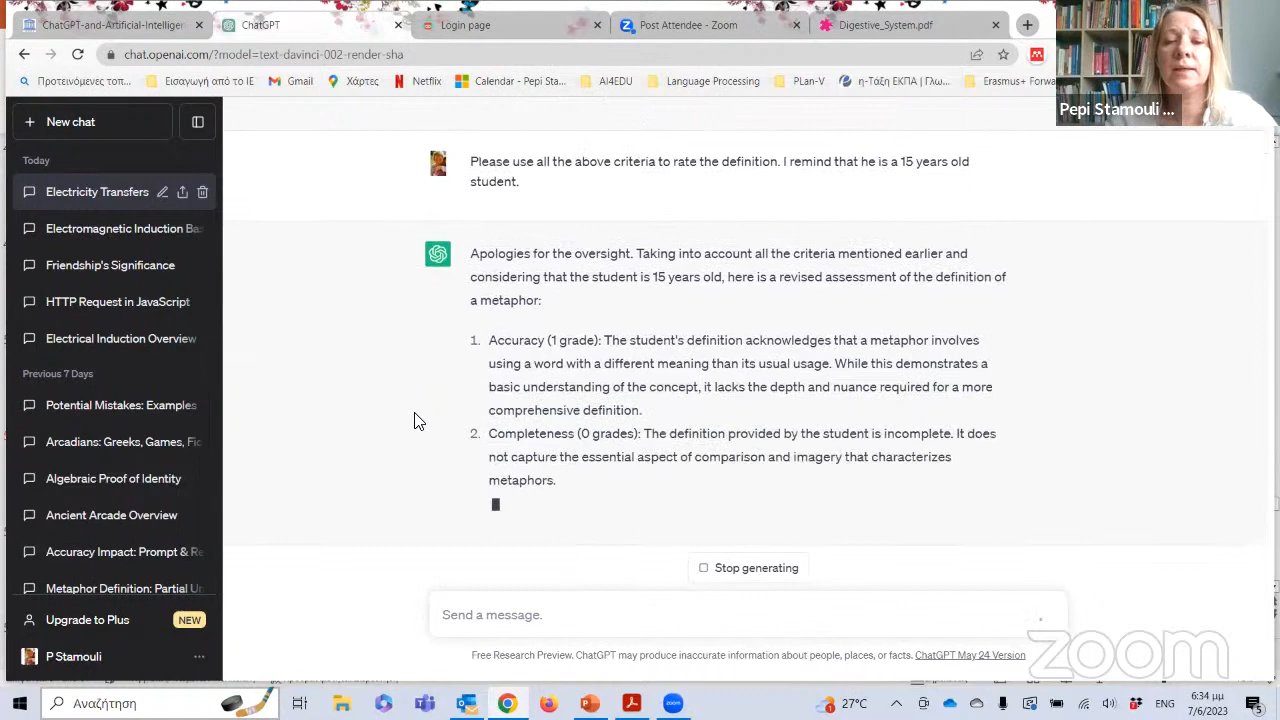 ChatGPT-and-Artificial-Intellige
ChatGPT
Login page
Post Attendee - Zoom
Digestive_System.pdf
chat.openai.com/?model=text-davinci-002-render-sha
Προτεινόμενες τοπ...
Εισαγωγή από το IE
Gmail
Χάρτες
Netflix
Calendar - Pepi Sta...
AI4EDU
Language Processing
PLan-V
η-Τάξη ΕΚΠΑ | Γλω...
Erasmus+ Forwa
Pepi Stamouli ...
New chat
Today
Electricity Transfers
Electromagnetic Induction Ba
Friendship's Significance
HTTP Request in JavaScript
Electrical Induction Overview
Previous 7 Days
Potential Mistakes: Examples
Arcadians: Greeks, Games, Fic
Algebraic Proof of Identity
Ancient Arcade Overview
Accuracy Impact: Prompt & Re
Metaphor Definition: Partial Un
Upgrade to Plus
NEW
P Stamouli
Please use all the above criteria to rate the definition. I remind that he is a 15 years old
student.
Apologies for the oversight. Taking into account all the criteria mentioned earlier and
considering that the student is 15 years old, here is a revised assessment of the definition of
a metaphor:
1. Accuracy (1 grade): The student's definition acknowledges that a metaphor involves
using a word with a different meaning than its usual usage. While this demonstrates a
basic understanding of the concept, it lacks the depth and nuance required for a more
comprehensive definition.
2. Completeness (0 grades): The definition provided by the student is incomplete. It does
not capture the essential aspect of comparison and imagery that characterizes
metaphors.
Stop generating
Send a message.
Free Research Preview. ChatGPT may produce inaccurate information about people, places, or facts. ChatGPT May 24 Version
zoom
Αναζήτηση
27°C
ENG
6:34 μμ
7/6/2023
5